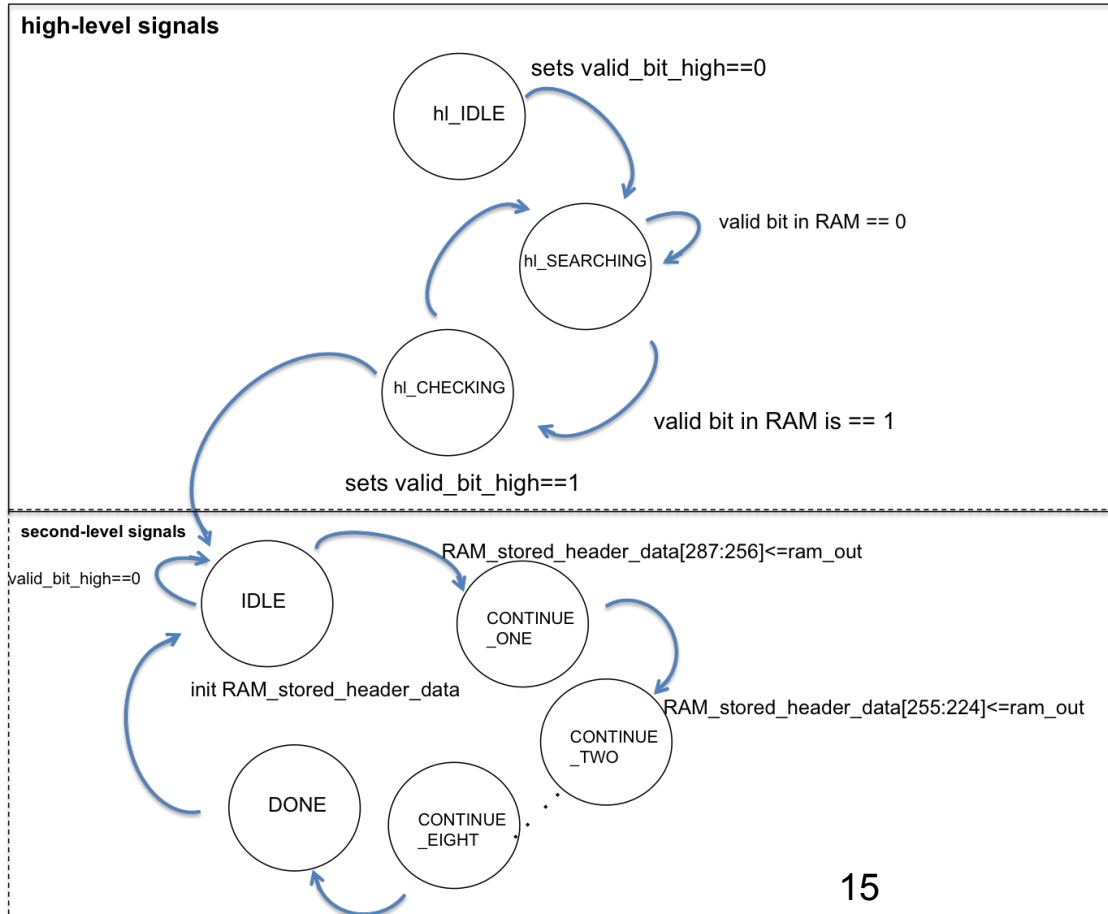 high-level signals
sets valid_bit_high==0
hl_IDLE
valid bit in RAM == 0
hl_SEARCHING
hl_CHECKING
valid bit in RAM is == 1
sets valid_bit_high==1
second-level signals
RAM_stored_header_data[287:256]<=ram_out
valid_bit_high==0
IDLE
CONTINUE
_ONE
init RAM_stored_header_data
RAM_stored_header_data[255:224]<=ram_out
CONTINUE
_TWO
DONE
CONTINUE
_EIGHT
15